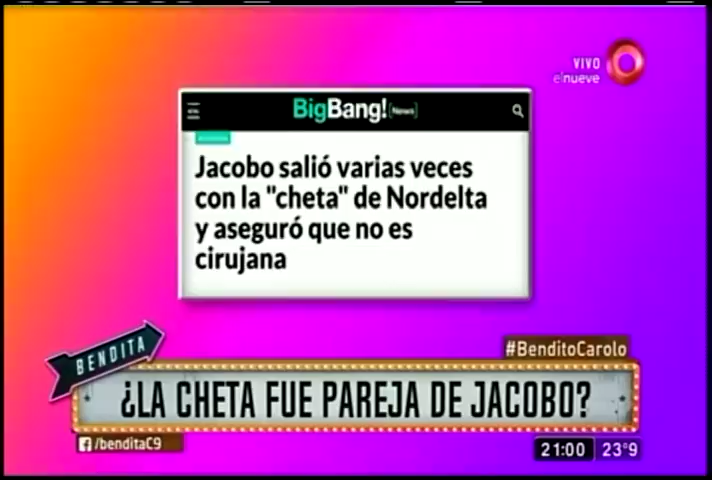 VIVO
elnueve
BigBang! [News]
Jacobo salió varias veces
con la "cheta" de Nordelta
y aseguró que no es
cirujana
BENDITA
#BenditoCarolo
¿LA CHETA FUE PAREJA DE JACOBO?
/benditaC9
21:00 23°9